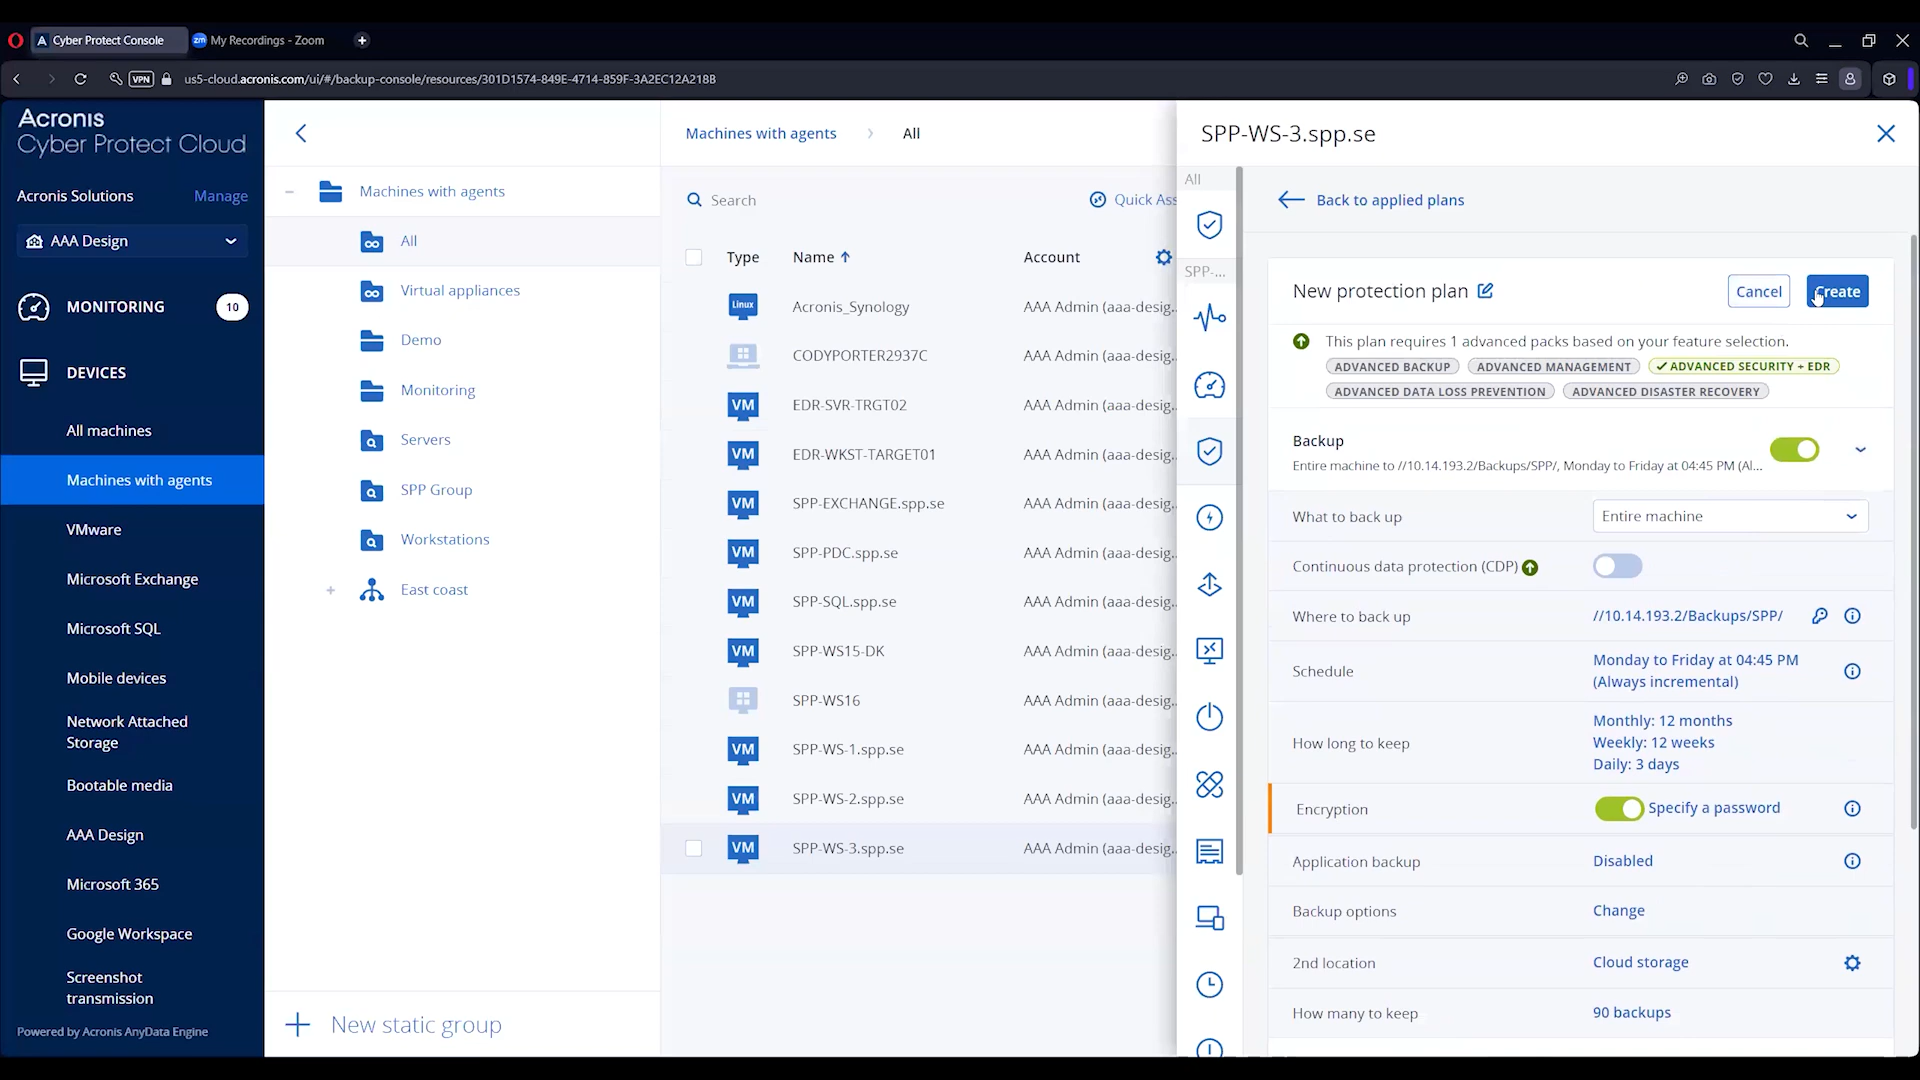 Cyber Protect Console
My Recordings - Zoom
VPN
us5-cloud.acronis.com/ui/#/backup-console/resources/301D1574-849E-4714-859F-3A2EC12A218B
Acronis
Cyber Protect Cloud
Acronis Solutions
Manage
AAA Design
MONITORING
10
DEVICES
All machines
Machines with agents
VMware
Microsoft Exchange
Microsoft SQL
Mobile devices
Network Attached
Storage
Bootable media
AAA Design
Microsoft 365
Google Workspace
Screenshot
transmission
Powered by Acronis AnyData Engine
Machines with agents
All
Virtual appliances
Demo
Monitoring
Servers
SPP Group
Workstations
East coast
New static group
Machines with agents
All
Search
Quick Ass
Type
Name
Account
Linux
Acronis_Synology
AAA Admin (aaa-desig...
CODYPORTER2937C
AAA Admin (aaa-desig...
VM
EDR-SVR-TRGT02
AAA Admin (aaa-desig...
VM
EDR-WKST-TARGET01
AAA Admin (aaa-desig...
VM
SPP-EXCHANGE.spp.se
AAA Admin (aaa-desig...
VM
SPP-PDC.spp.se
AAA Admin (aaa-desig...
VM
SPP-SQL.spp.se
AAA Admin (aaa-desig...
VM
SPP-WS15-DK
AAA Admin (aaa-desig...
SPP-WS16
AAA Admin (aaa-desig...
VM
SPP-WS-1.spp.se
AAA Admin (aaa-desig...
VM
SPP-WS-2.spp.se
AAA Admin (aaa-desig...
VM
SPP-WS-3.spp.se
AAA Admin (aaa-desig...
SPP-WS-3.spp.se
All
SPP-...
Back to applied plans
New protection plan
Cancel
Create
This plan requires 1 advanced packs based on your feature selection.
ADVANCED BACKUP
ADVANCED MANAGEMENT
ADVANCED SECURITY + EDR
ADVANCED DATA LOSS PREVENTION
ADVANCED DISASTER RECOVERY
Backup
Entire machine to //10.14.193.2/Backups/SPP/, Monday to Friday at 04:45 PM (Al...
What to back up
Entire machine
Continuous data protection (CDP)
Where to back up
//10.14.193.2/Backups/SPP/
Schedule
Monday to Friday at 04:45 PM
(Always incremental)
How long to keep
Monthly: 12 months
Weekly: 12 weeks
Daily: 3 days
Encryption
Specify a password
Application backup
Disabled
Backup options
Change
2nd location
Cloud storage
How many to keep
90 backups